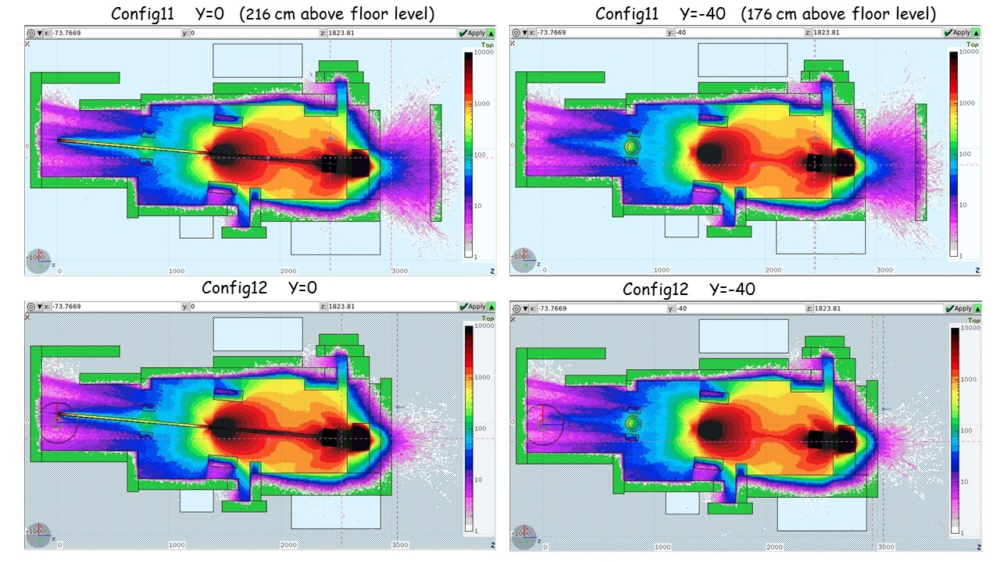 Config11 Y=0 (216 cm above floor level)
Config11 Y=-40 (176 cm above floor level)
x: -73.7669 y: 0 z: 1823.81 Apply
x: -73.7669 y: -40 z: 1823.81 Apply
X Top
Top
10000
10000
1000
1000
0
0
100
100
10
10
-1000
-1000
1
1
x
z
y
x
z
y
0 1000 2000 3000 z
0 1000 2000 3000 z
Config12 Y=0
Config12 Y=-40
x: -73.7669 y: 0 z: 1823.81 Apply
x: -73.7669 y: -40 z: 1823.81 Apply
X Top
X Top
10000
10000
1000
1000
0
0
100
100
10
10
-1000
-1000
1
1
x
z
y
x
z
y
0 1000 2000 3000 z
0 1000 2000 3000 z